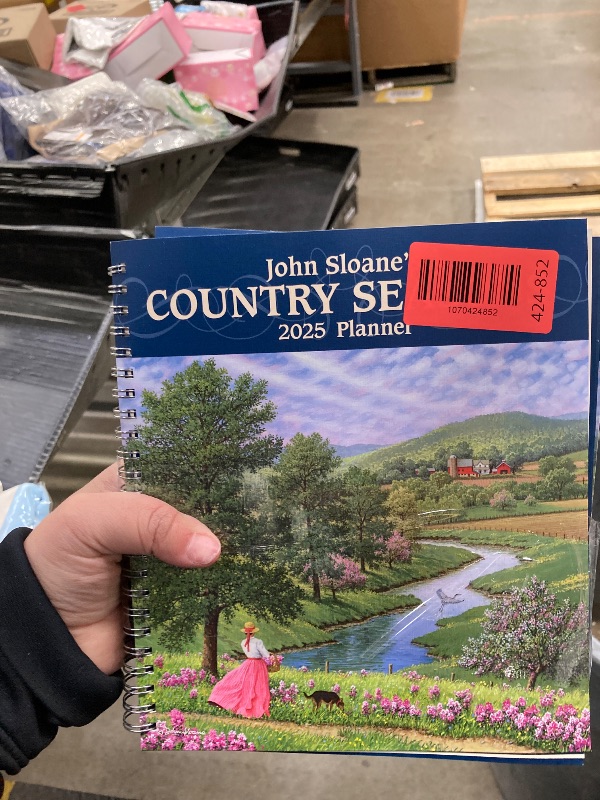 John Sloane'
COUNTRY SE
2025 Planner
1070424852
424-852